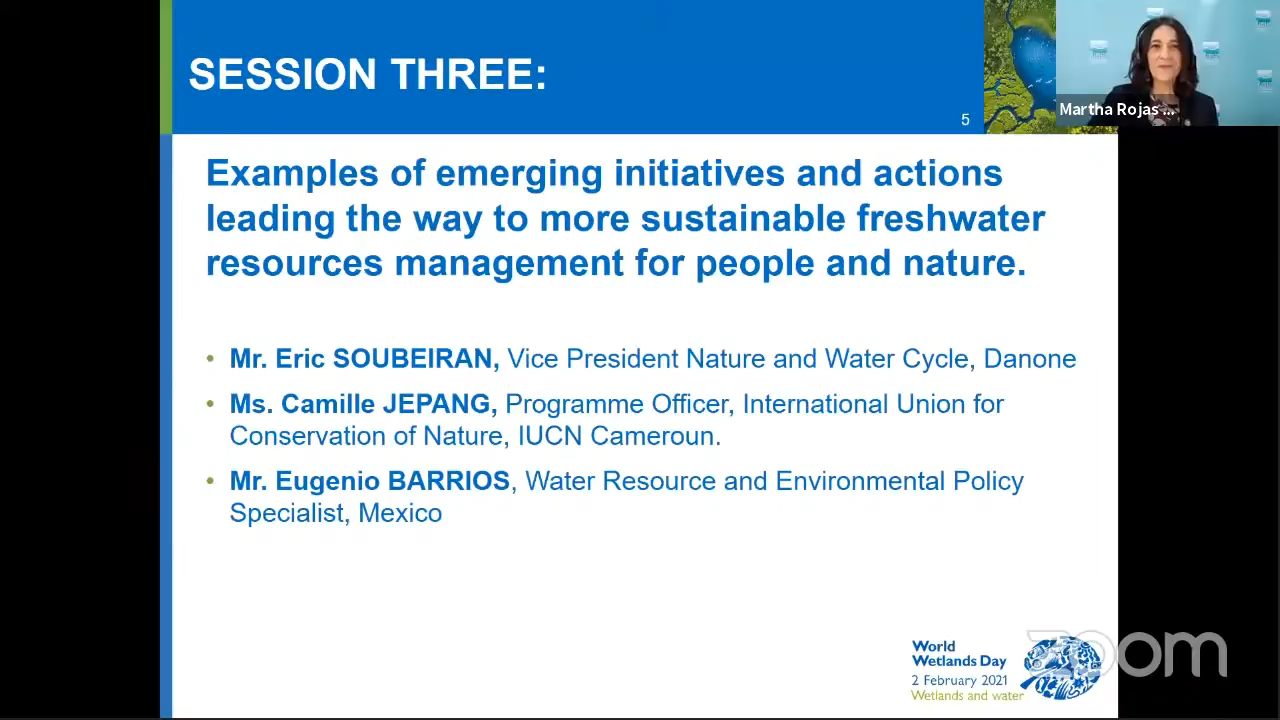 SESSION THREE:
5
Martha Rojas ...
Examples of emerging initiatives and actions
leading the way to more sustainable freshwater
resources management for people and nature.
• Mr. Eric SOUBEIRAN, Vice President Nature and Water Cycle, Danone
• Ms. Camille JEPANG, Programme Officer, International Union for
Conservation of Nature, IUCN Cameroun.
• Mr. Eugenio BARRIOS, Water Resource and Environmental Policy
Specialist, Mexico
World
Wetlands Day
2 February 2021
Wetlands and water
zoom